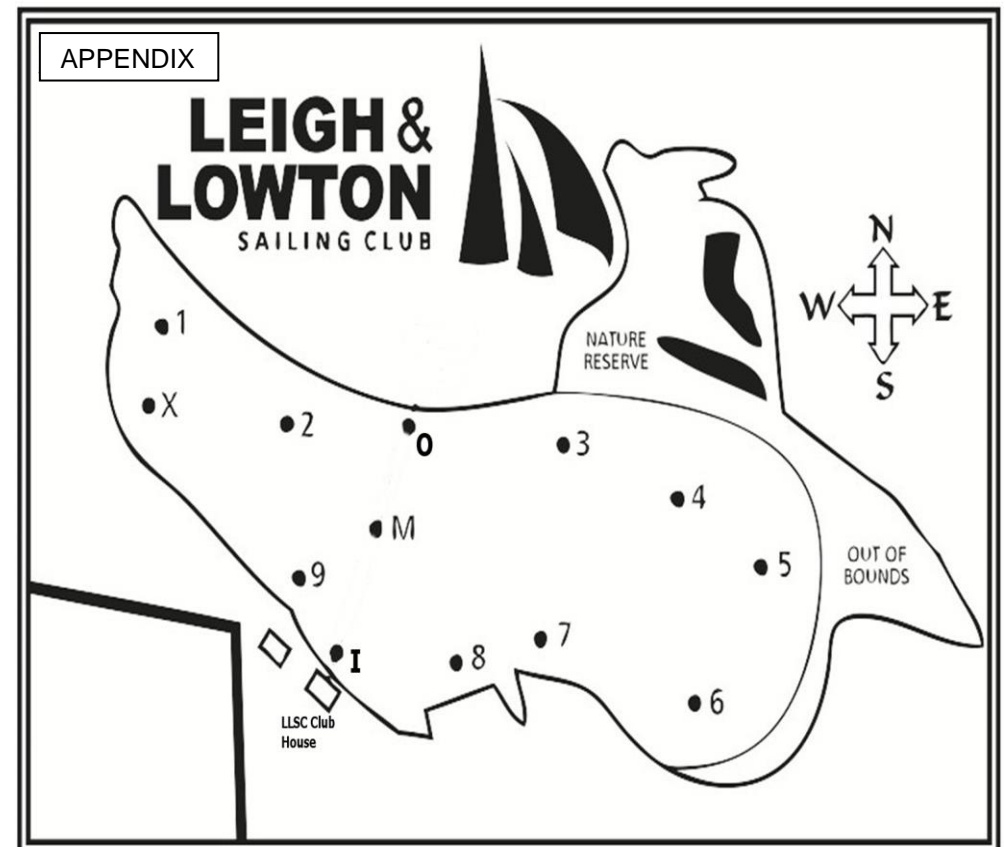 APPENDIX
LEIGH &
LOWTON
SAILING CLUB
N
W E
S
NATURE
RESERVE
1
X
2
O
3
4
M
5
OUT OF
BOUNDS
9
I
8
7
6
LLSC Club
House